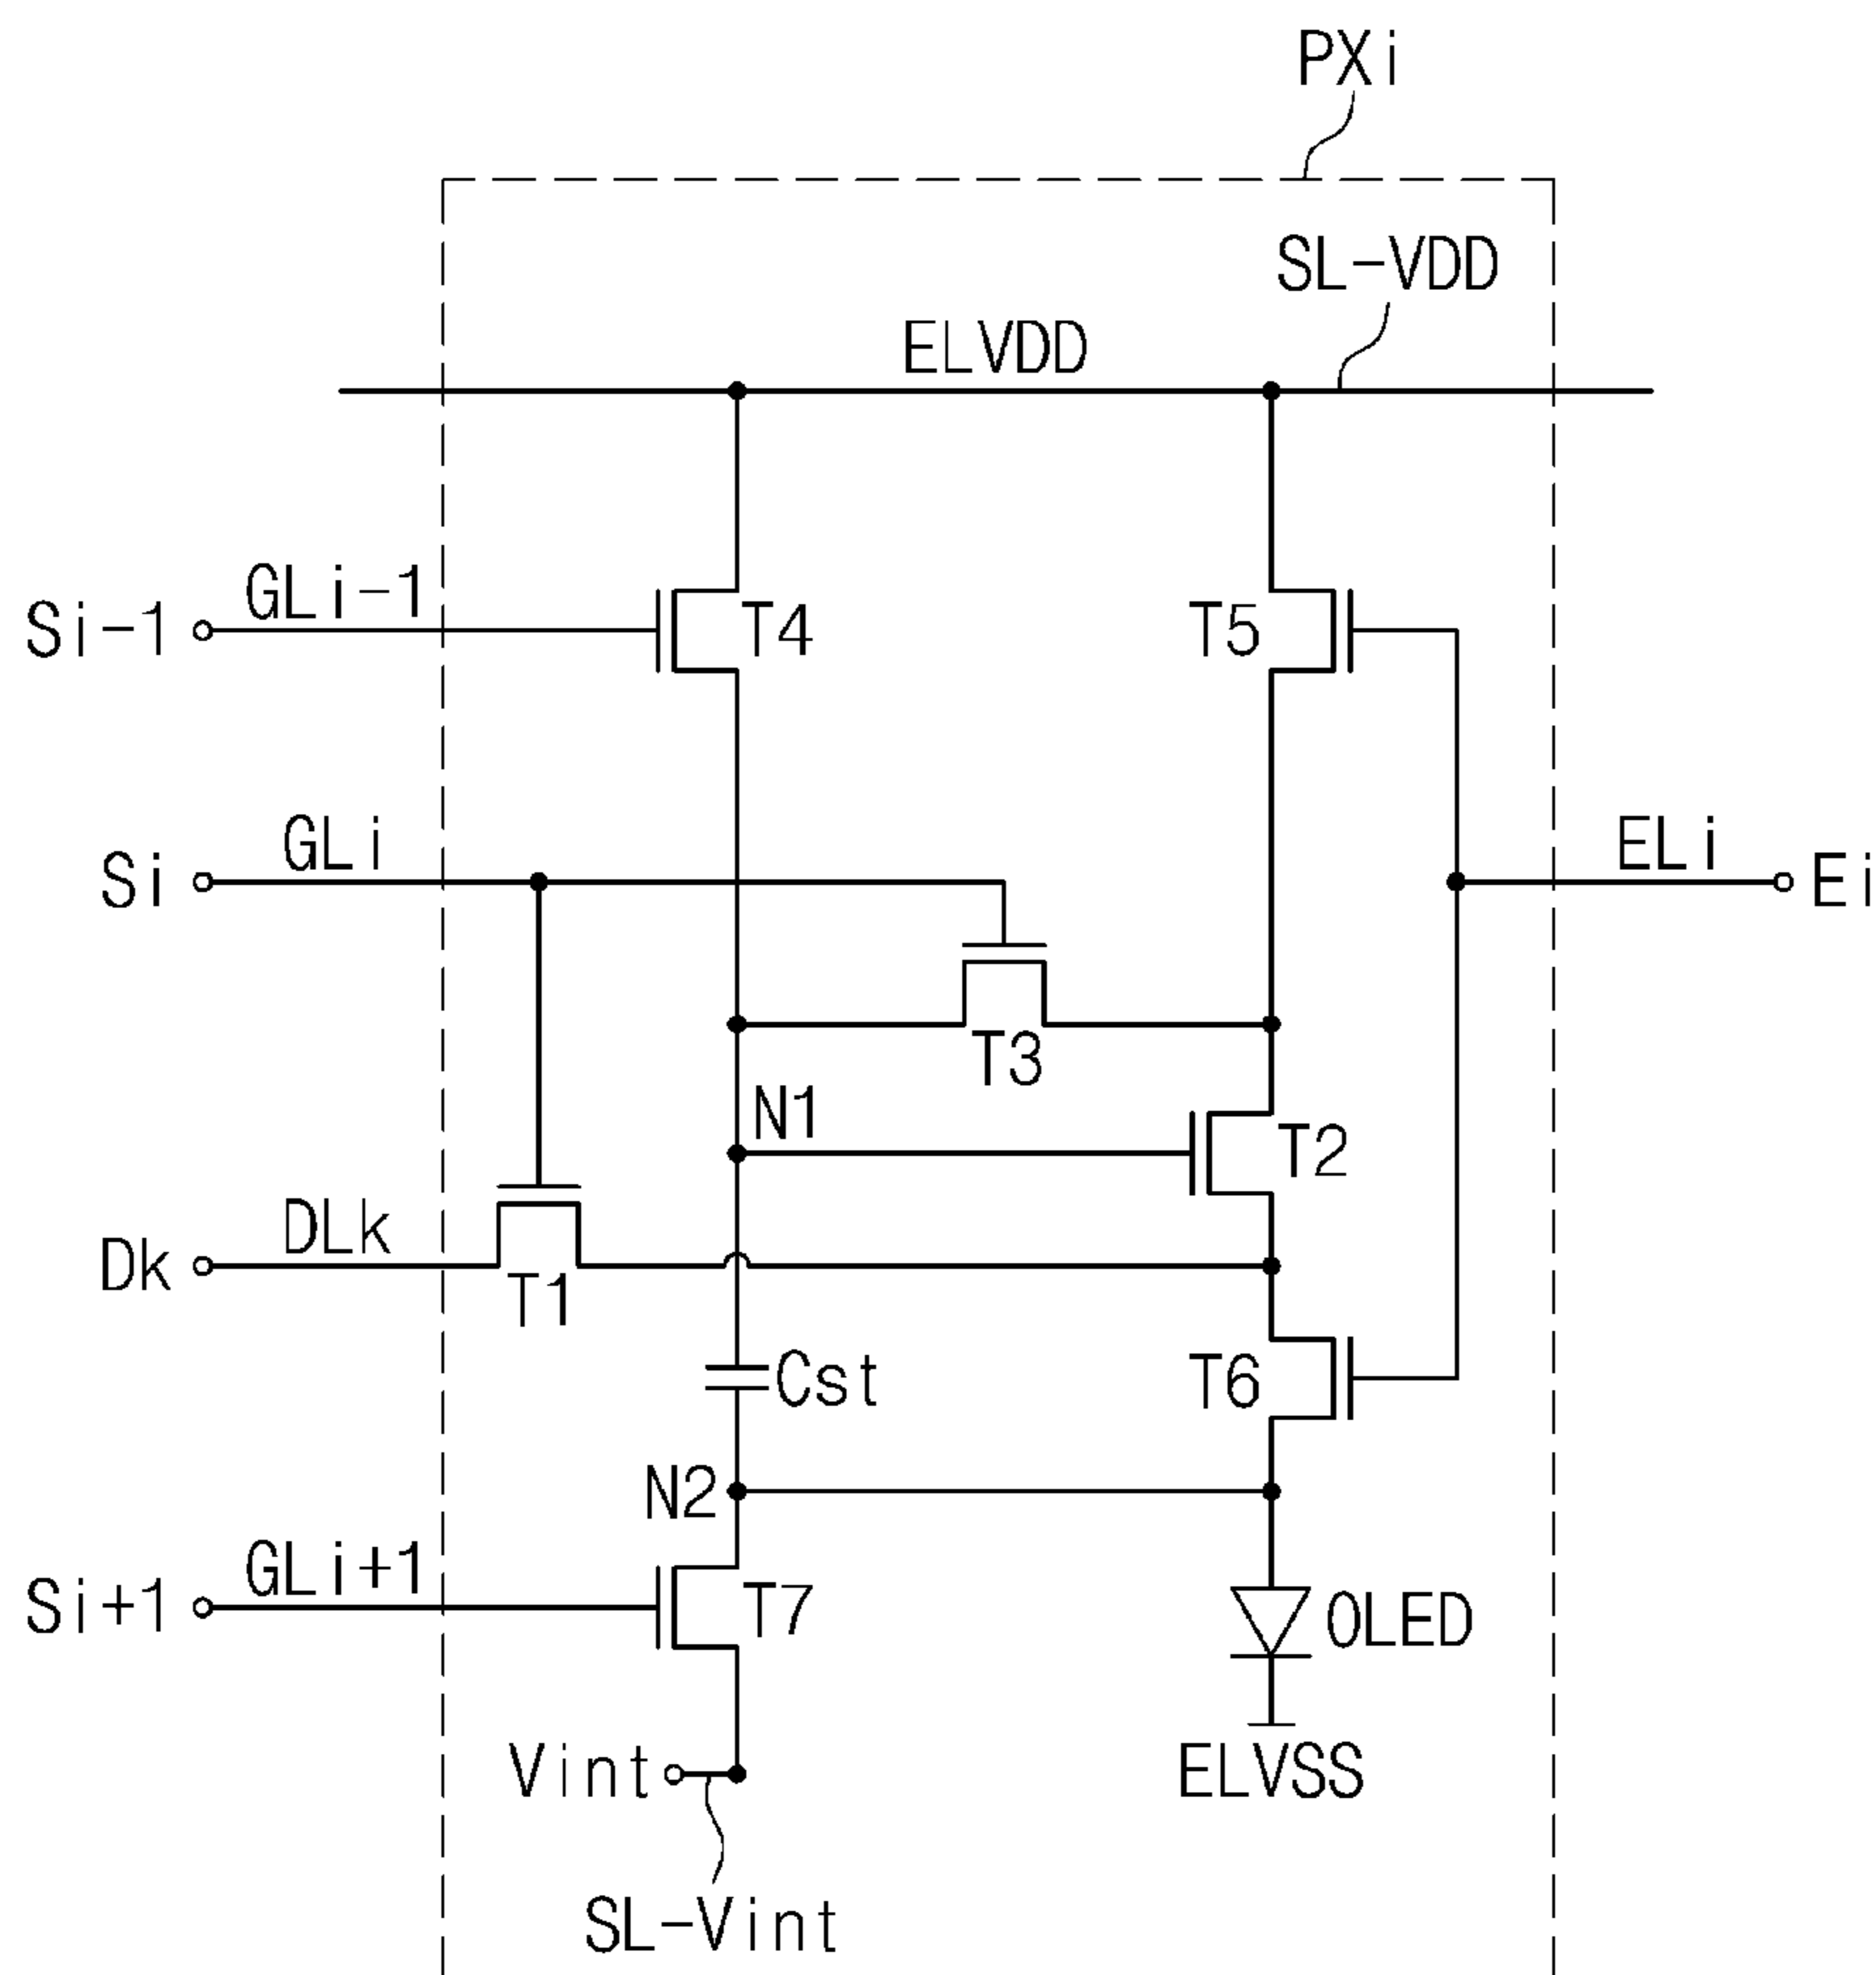 PXi
SL-VDD
ELVDD
GLi-1
Si-1
T4
T5
GLi
Si
ELi
Ei
T3
N1
T2
DLk
Dk
T1
Cst
T6
N2
GLi+1
Si+1
T7
OLED
Vint
ELVSS
SL-Vint